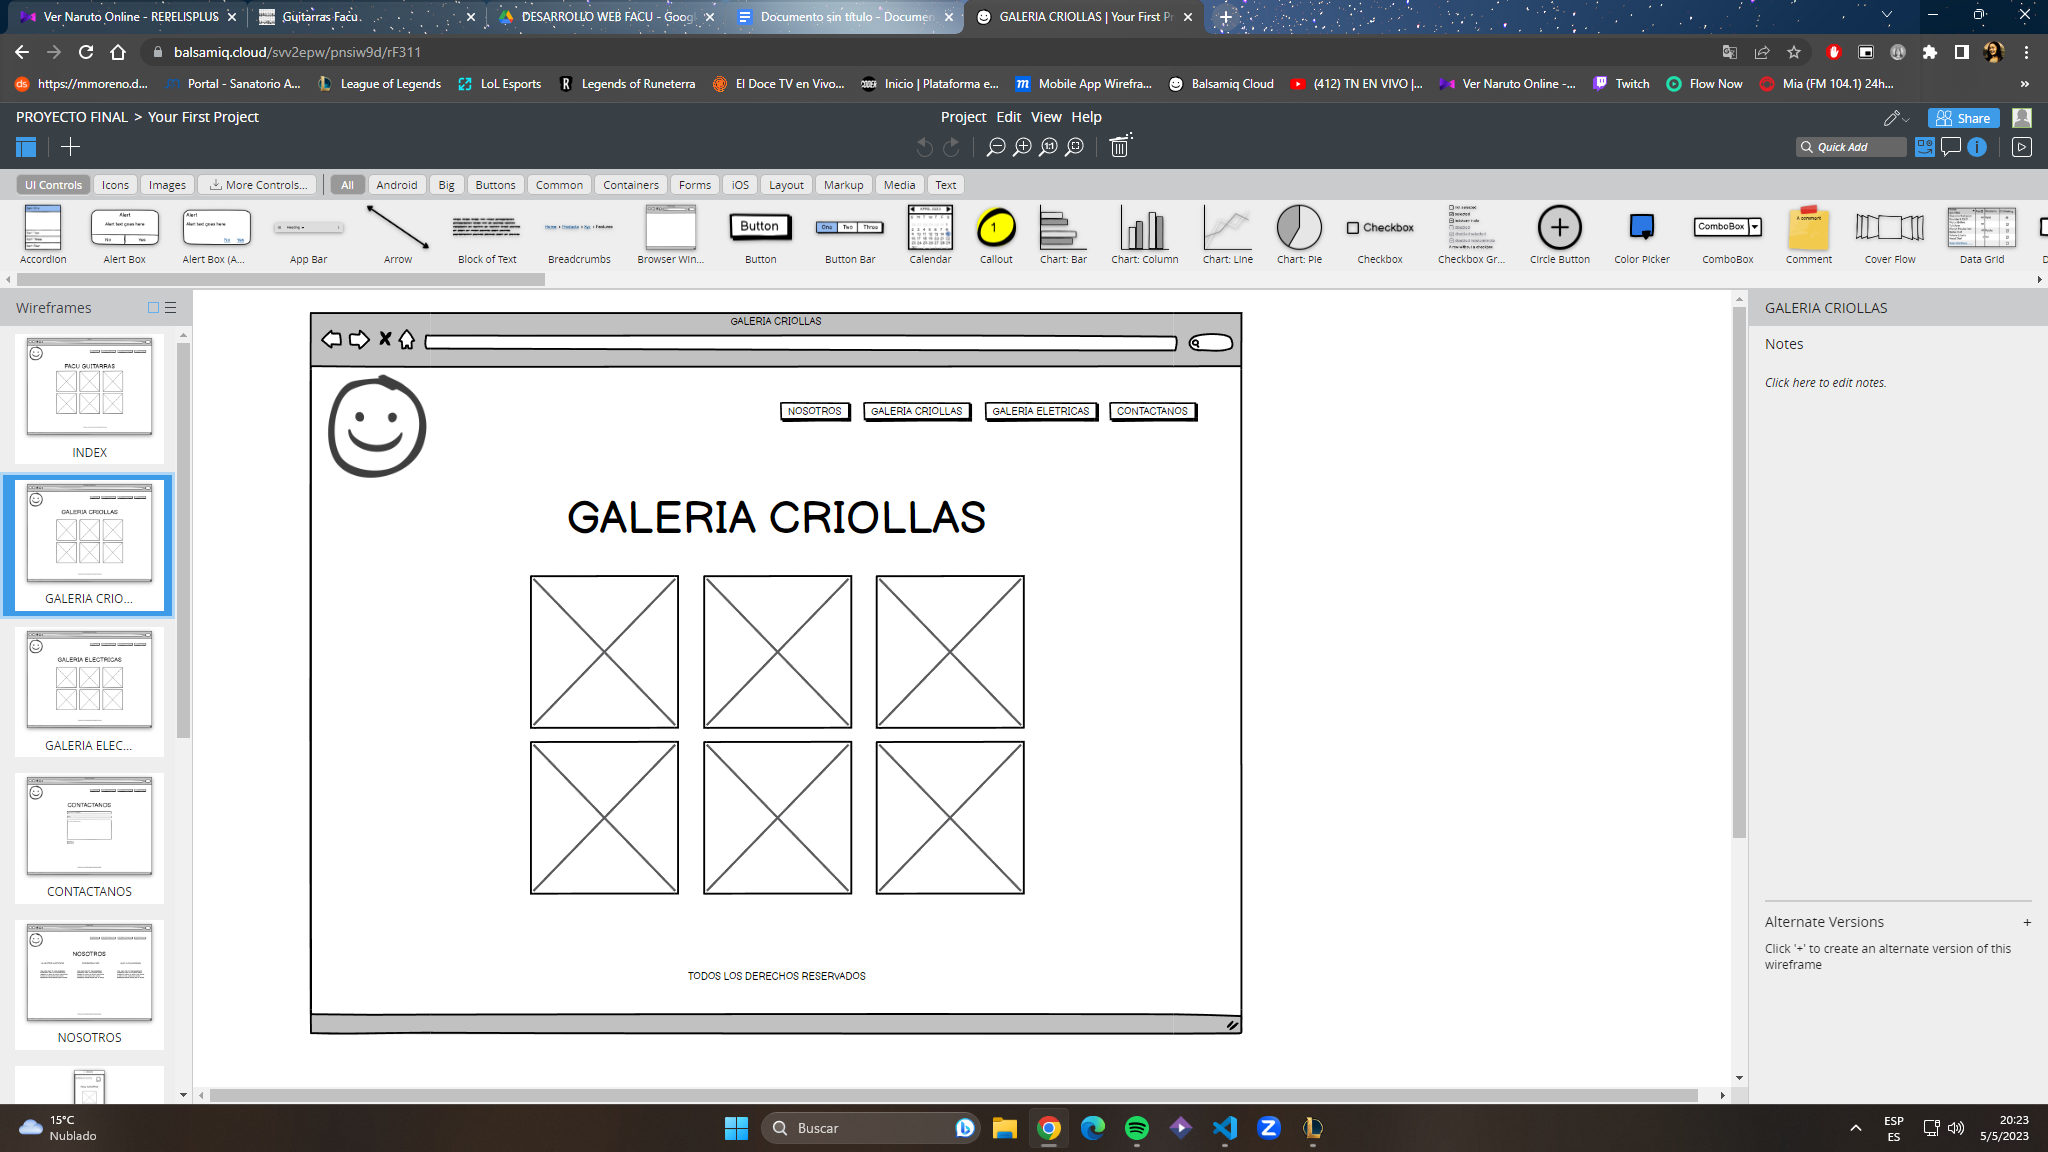 Ver Naruto Online - REPELISPLUS
Guitarras Facu
DESARROLLO WEB FACU - Goog
Documento sin título - Documen
GALERIA CRIOLLAS | Your First Pr
balsamiq.cloud/svv2epw/pnsiw9d/rF311
https://mmoreno.d...
Portal - Sanatorio A...
League of Legends
LoL Esports
Legends of Runeterra
El Doce TV en Vivo...
Inicio | Plataforma e...
Mobile App Wirefra...
Balsamiq Cloud
(412) TN EN VIVO |...
Ver Naruto Online -...
Twitch
Flow Now
Mia (FM 104.1) 24h...
»
PROYECTO FINAL > Your First Project
Project Edit View Help
Share
Quick Add
UI Controls
Icons
Images
More Controls...
All
Android
Big
Buttons
Common
Containers
Forms
iOS
Layout
Markup
Media
Text
Accordion
Alert Box
Alert Box (A...
App Bar
Arrow
Block of Text
Breadcrumbs
Browser Win...
Button
Button
Button Bar
Calendar
Callout
Chart: Bar
Chart: Column
Chart: Line
Chart: Pie
Checkbox
Checkbox
Checkbox Gr...
Circle Button
Color Picker
ComboBox
ComboBox
Comment
Cover Flow
Data Grid
Wireframes
FACU GUITARRAS
INDEX
GALERIA CRIOLLAS
GALERIA CRIO...
GALERIA ELECTRICAS
GALERIA ELEC...
CONTACTANOS
CONTACTANOS
NOSOTROS
NOSOTROS
GALERIA CRIOLLAS
NOSOTROS
GALERIA CRIOLLAS
GALERIA ELETRICAS
CONTACTANOS
GALERIA CRIOLLAS
TODOS LOS DERECHOS RESERVADOS
GALERIA CRIOLLAS
Notes
Click here to edit notes.
Alternate Versions +
Click '+' to create an alternate version of this
wireframe
15°C
Nublado
Buscar
ESP
ES
20:23
5/5/2023